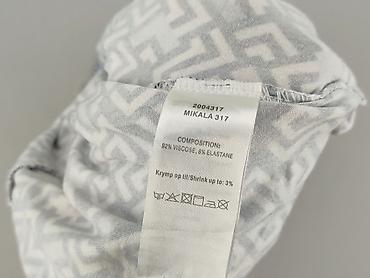 2004317
MIKALA 317
COMPOSITION:
92% VISCOSE, 8% ELASTANE
Krymp op til/Shrink up to: 3%